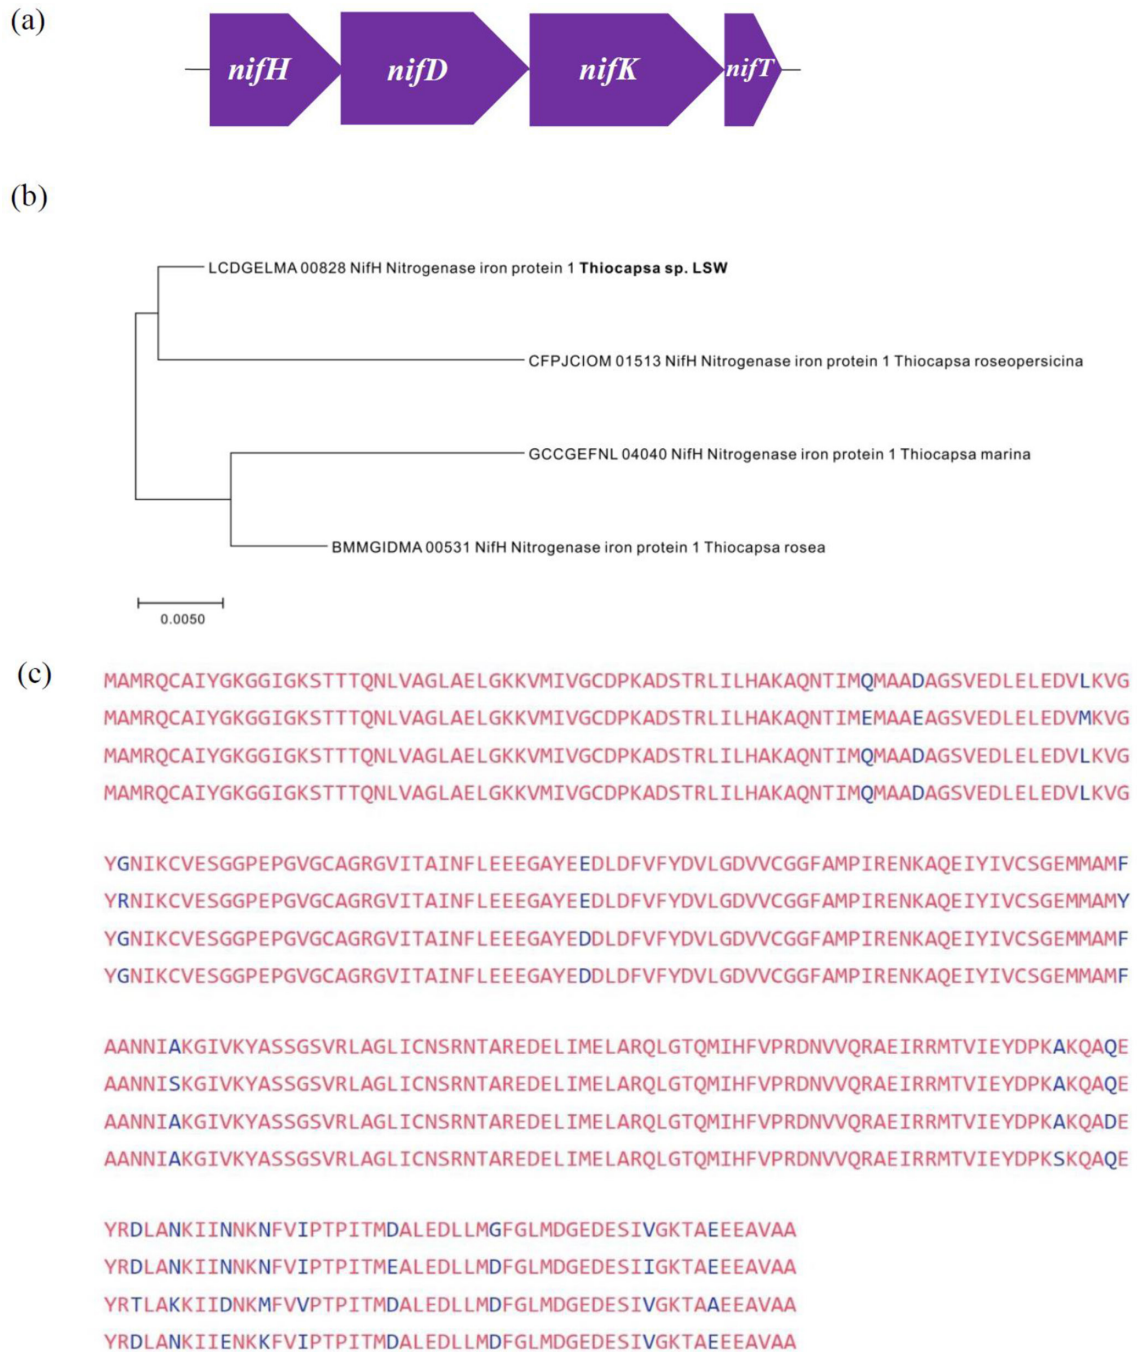 (a)
nifH nifD nifK nifT
(b)
LCDGELMA 00828 NifH Nitrogenase iron protein 1 Thiocapsa sp. LSW
CFPJCIOM 01513 NifH Nitrogenase iron protein 1 Thiocapsa roseopersicina
GCCGEFNL 04040 NifH Nitrogenase iron protein 1 Thiocapsa marina
BMMGIDMA 00531 NifH Nitrogenase iron protein 1 Thiocapsa rosea
0.0050
(c)
MAMRQCAIYGKGGIGKSTTTQNLVAGLAELGKKVMIVGCDPKADSTRLILHAKAQNTIMQMAADAGSVEDLELEDVLKVG
MAMRQCAIYGKGGIGKSTTTQNLVAGLAELGKKVMIVGCDPKADSTRLILHAKAQNTIMEMAAEAGSVEDLELEDVMKVG
MAMRQCAIYGKGGIGKSTTTQNLVAGLAELGKKVMIVGCDPKADSTRLILHAKAQNTIMQMAADAGSVEDLELEDVLKVG
MAMRQCAIYGKGGIGKSTTTQNLVAGLAELGKKVMIVGCDPKADSTRLILHAKAQNTIMQMAADAGSVEDLELEDVLKVG
YGNIKCVESGGPEPGVGCAGRGVITAINFLEEEGAYEEDLDFVFYDVLGDVVCGGFAMPIRENKAQEIYIVCSGEMMAMF
YRNIKCVESGGPEPGVGCAGRGVITAINFLEEEGAYEEDLDFVFYDVLGDVVCGGFAMPIRENKAQEIYIVCSGEMMAMY
YGNIKCVESGGPEPGVGCAGRGVITAINFLEEEGAYEDDLDFVFYDVLGDVVCGGFAMPIRENKAQEIYIVCSGEMMAMF
YGNIKCVESGGPEPGVGCAGRGVITAINFLEEEGAYEDDLDFVFYDVLGDVVCGGFAMPIRENKAQEIYIVCSGEMMAMF
AANNIAKGIVKYASSGSVRLAGLICNSRNTAREDELIMELARQLGTQMIHFVPRDNVVQRAEIRRMTVIEYDPKAKQAQE
AANNISKGIVKYASSGSVRLAGLICNSRNTAREDELIMELARQLGTQMIHFVPRDNVVQRAEIRRMTVIEYDPKAKQAQE
AANNIAKGIVKYASSGSVRLAGLICNSRNTAREDELIMELARQLGTQMIHFVPRDNVVQRAEIRRMTVIEYDPKAKQADE
AANNIAKGIVKYASSGSVRLAGLICNSRNTAREDELIMELARQLGTQMIHFVPRDNVVQRAEIRRMTVIEYDPKSKQAQE
YRDLANKIINNKNFVIPTPITMDALEDLLMGFGLMDGEDESIVGKTAEEEAVAA
YRDLANKIINNKNFVIPTPITMEALEDLLMDFGLMDGEDESIIGKTAEEEAVAA
YRTLAKKIIDNKMFVVPTPITMDALEDLLMDFGLMDGEDESIVGKTAAEEAVAA
YRDLANKIIENKKFVIPTPITMDALEDLLMDFGLMDGEDESIVGKTAEEEAVAA